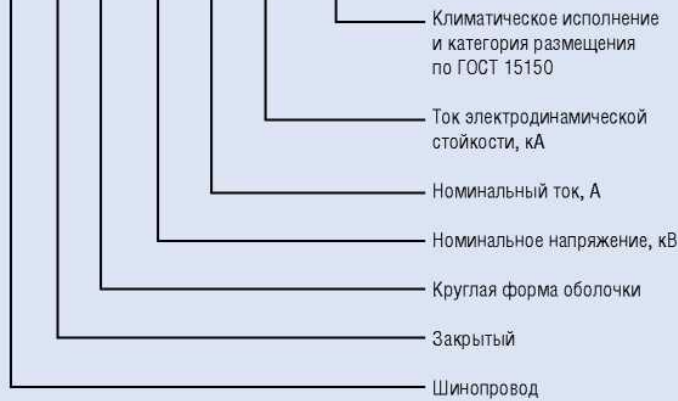 Климатическое исполнение
и категория размещения
по ГОСТ 15150
Ток электродинамической
стойкости, кА
Номинальный ток, А
Номинальное напряжение, кВ
Круглая форма оболочки
Закрытый
Шинопровод